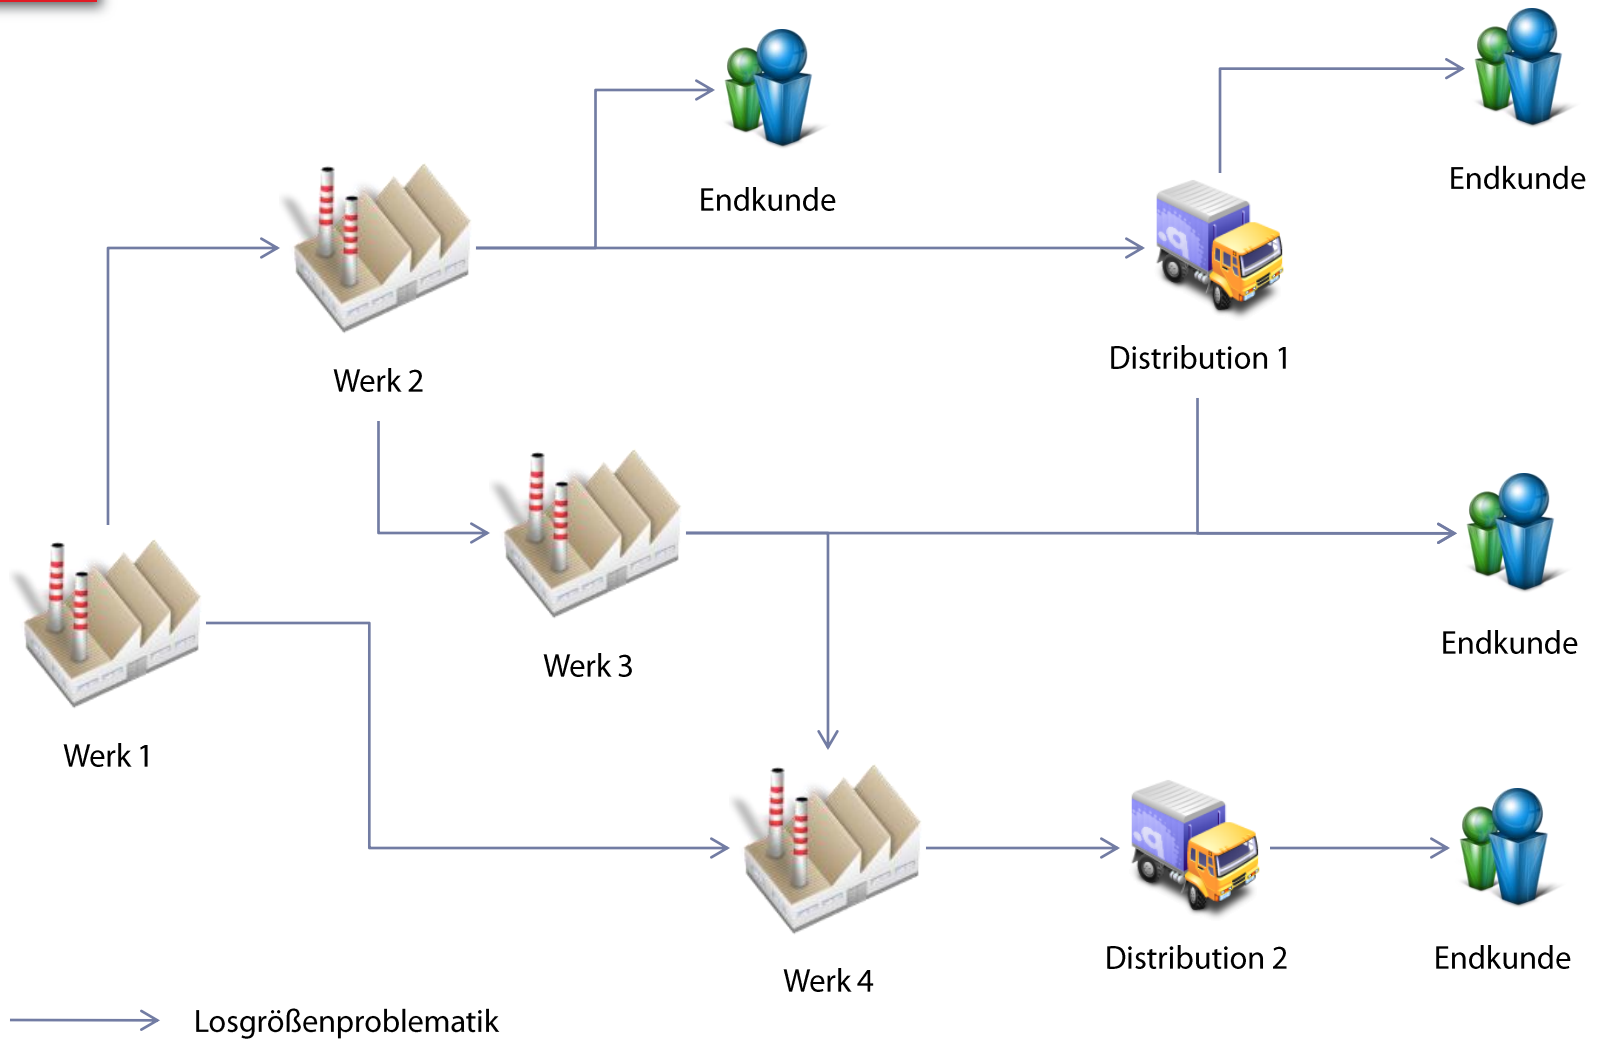 Endkunde
Endkunde
Distribution 1
Werk 2
Endkunde
Werk 3
Werk 1
Distribution 2
Endkunde
Werk 4
Losgrößenproblematik